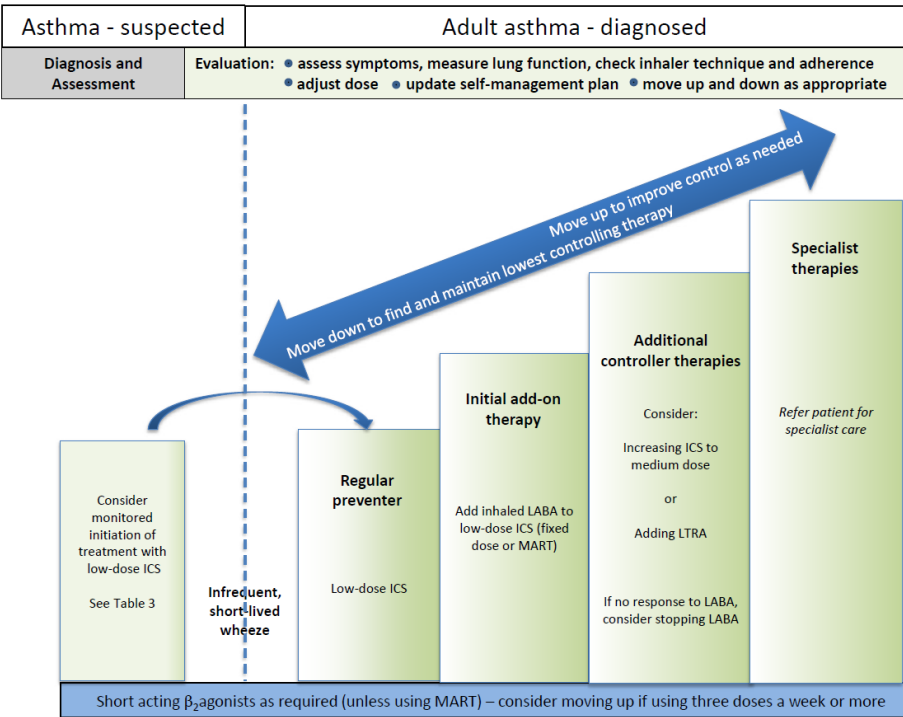 Asthma - suspected
Adult asthma - diagnosed
Diagnosis and
Assessment
Evaluation: • assess symptoms, measure lung function, check inhaler technique and adherence
• adjust dose • update self-management plan • move up and down as appropriate
Move up to improve control as needed
Move down to find and maintain lowest controlling therapy
Consider
monitored
initiation of
treatment with
low-dose ICS
See Table 3
Infrequent,
short-lived
wheeze
Regular
preventer
Low-dose ICS
Initial add-on
therapy
Add inhaled LABA to
low-dose ICS (fixed
dose or MART)
Additional
controller therapies
Consider:
Increasing ICS to
medium dose
or
Adding LTRA
If no response to LABA,
consider stopping LABA
Specialist
therapies
Refer patient for
specialist care
Short acting β₂agonists as required (unless using MART) – consider moving up if using three doses a week or more